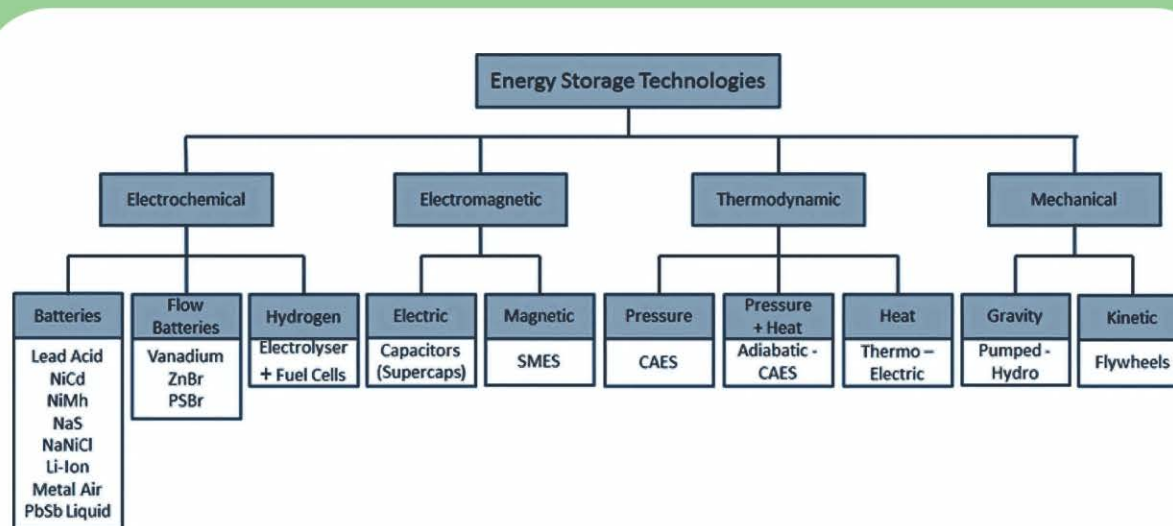 Energy Storage Technologies
Electrochemical
Electromagnetic
Thermodynamic
Mechanical
Batteries
Lead Acid
NiCd
NiMh
NaS
NaNiCl
Li-Ion
Metal Air
PbSb Liquid
Flow
Batteries
Vanadium
ZnBr
PSBr
Hydrogen
Electrolyser
+ Fuel Cells
Electric
Capacitors
(Supercaps)
Magnetic
SMES
Pressure
CAES
Pressure
+ Heat
Adiabatic -
CAES
Heat
Thermo –
Electric
Gravity
Pumped -
Hydro
Kinetic
Flywheels